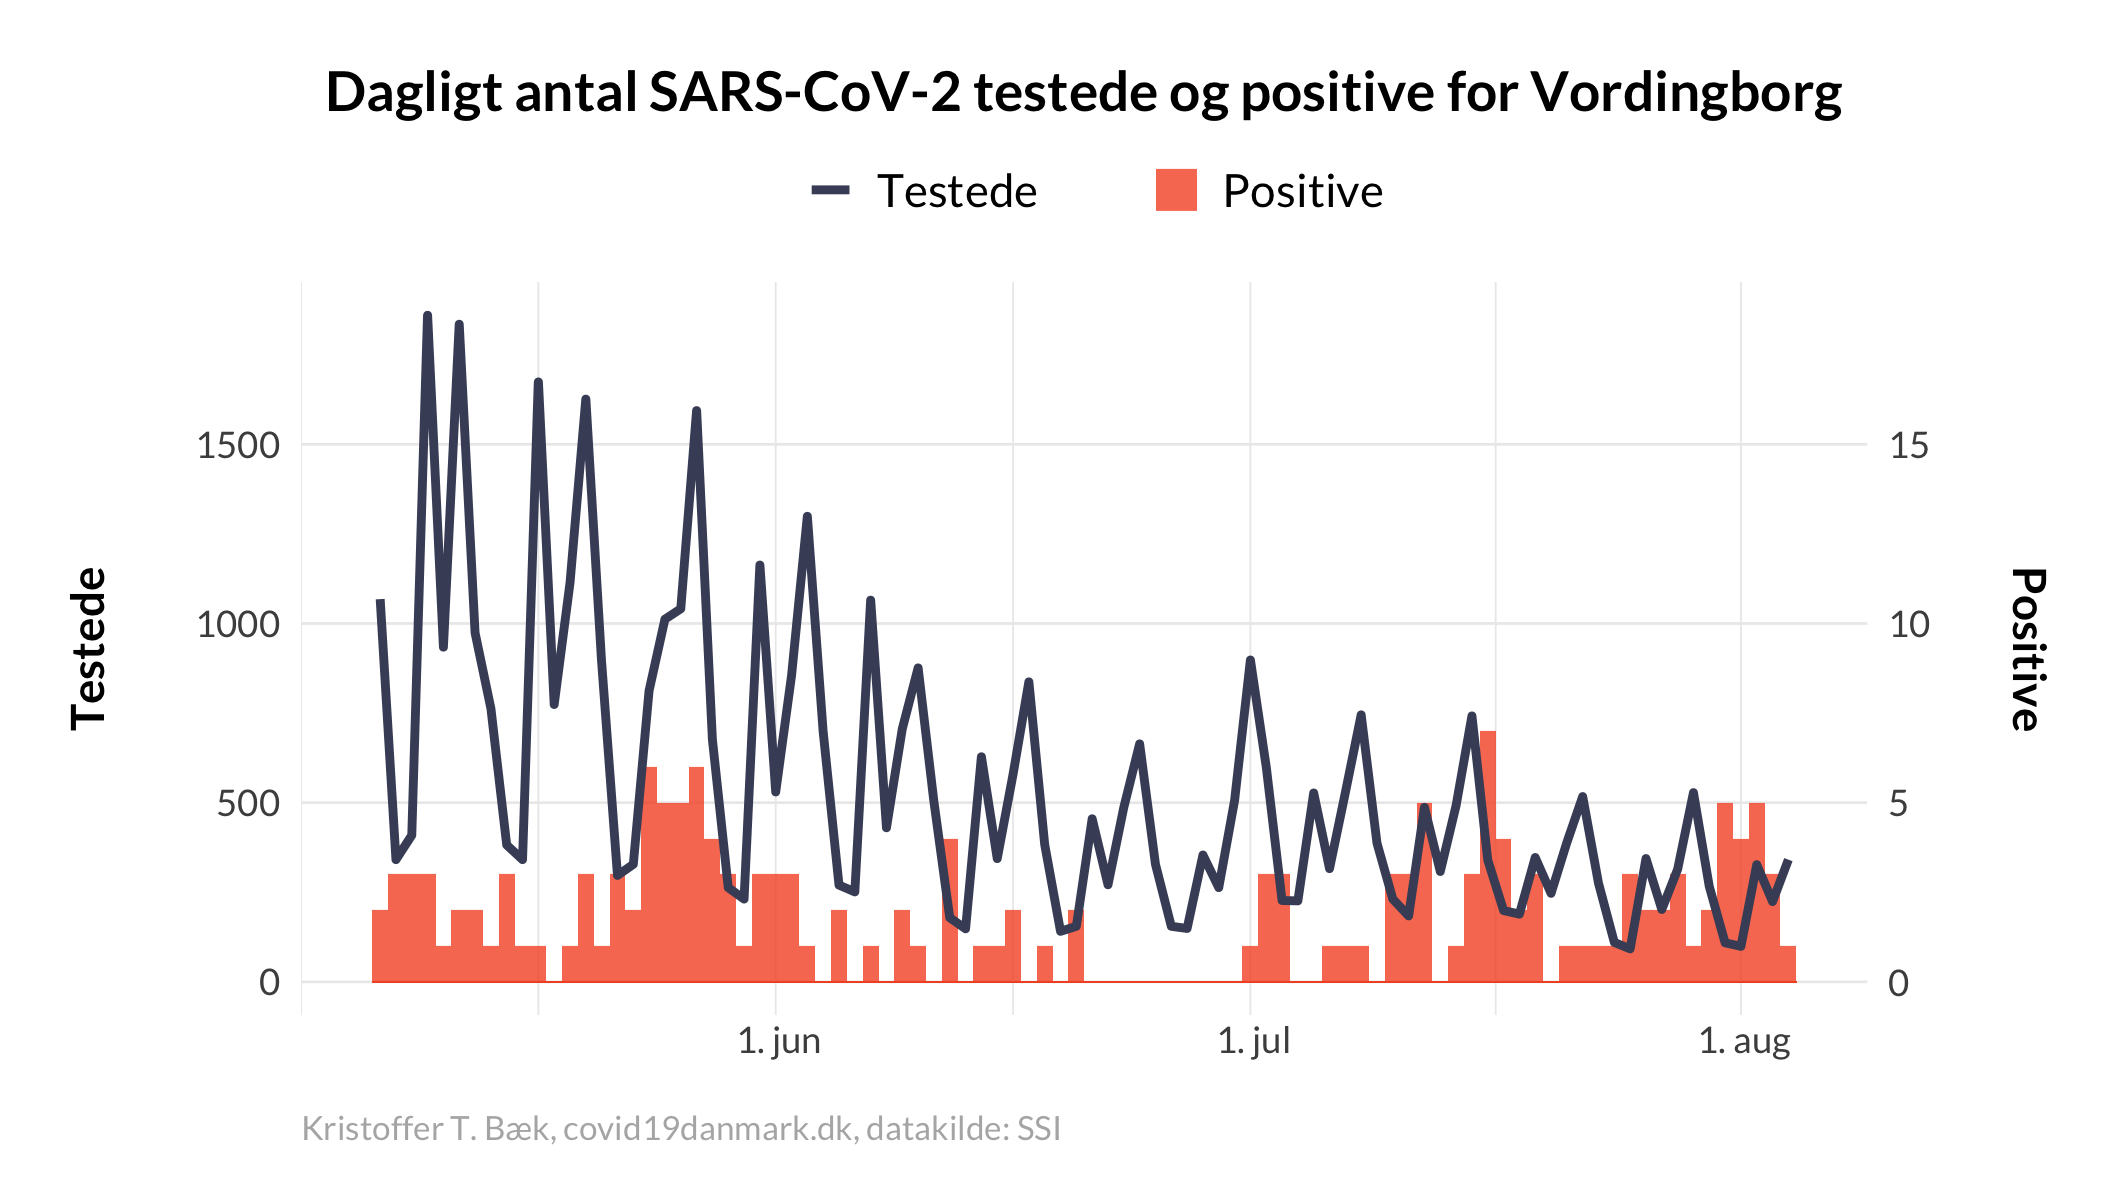 Dagligt antal SARS-CoV-2 testede og positive for Vordingborg
Testede
Positive
1500
1000
500
0
15
10
5
0
Testede
Positive
1. jun
1. jul
1. aug
Kristoffer T. Bæk, covid19danmark.dk, datakilde: SSI